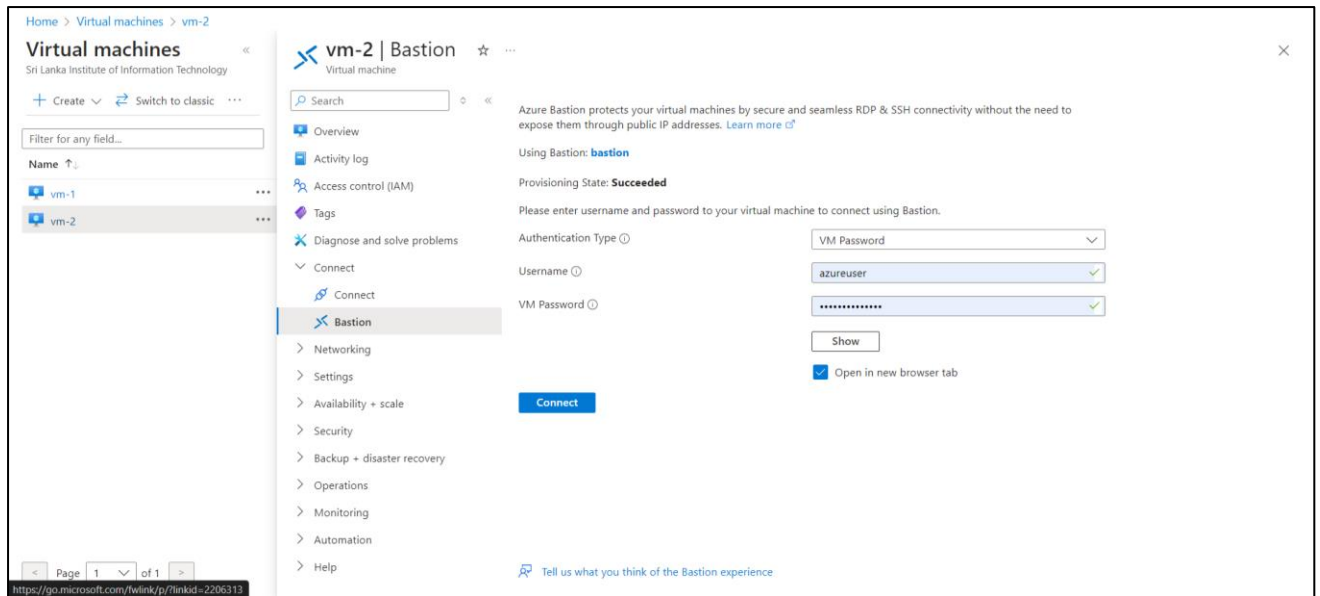 Home > Virtual machines > vm-2
Virtual machines
Sri Lanka Institute of Information Technology
Create
Switch to classic
Filter for any field...
Name
vm-1
vm-2
Page 1 of 1
https://go.microsoft.com/fwlink/p/?linkid=2206313
vm-2 | Bastion
Virtual machine
Search
Overview
Activity log
Access control (IAM)
Tags
Diagnose and solve problems
Connect
Connect
Bastion
Networking
Settings
Availability + scale
Security
Backup + disaster recovery
Operations
Monitoring
Automation
Help
Azure Bastion protects your virtual machines by secure and seamless RDP & SSH connectivity without the need to
expose them through public IP addresses. Learn more
Using Bastion: bastion
Provisioning State: Succeeded
Please enter username and password to your virtual machine to connect using Bastion.
Authentication Type
VM Password
Username
azureuser
VM Password
••••••••••••••
Show
Open in new browser tab
Connect
Tell us what you think of the Bastion experience